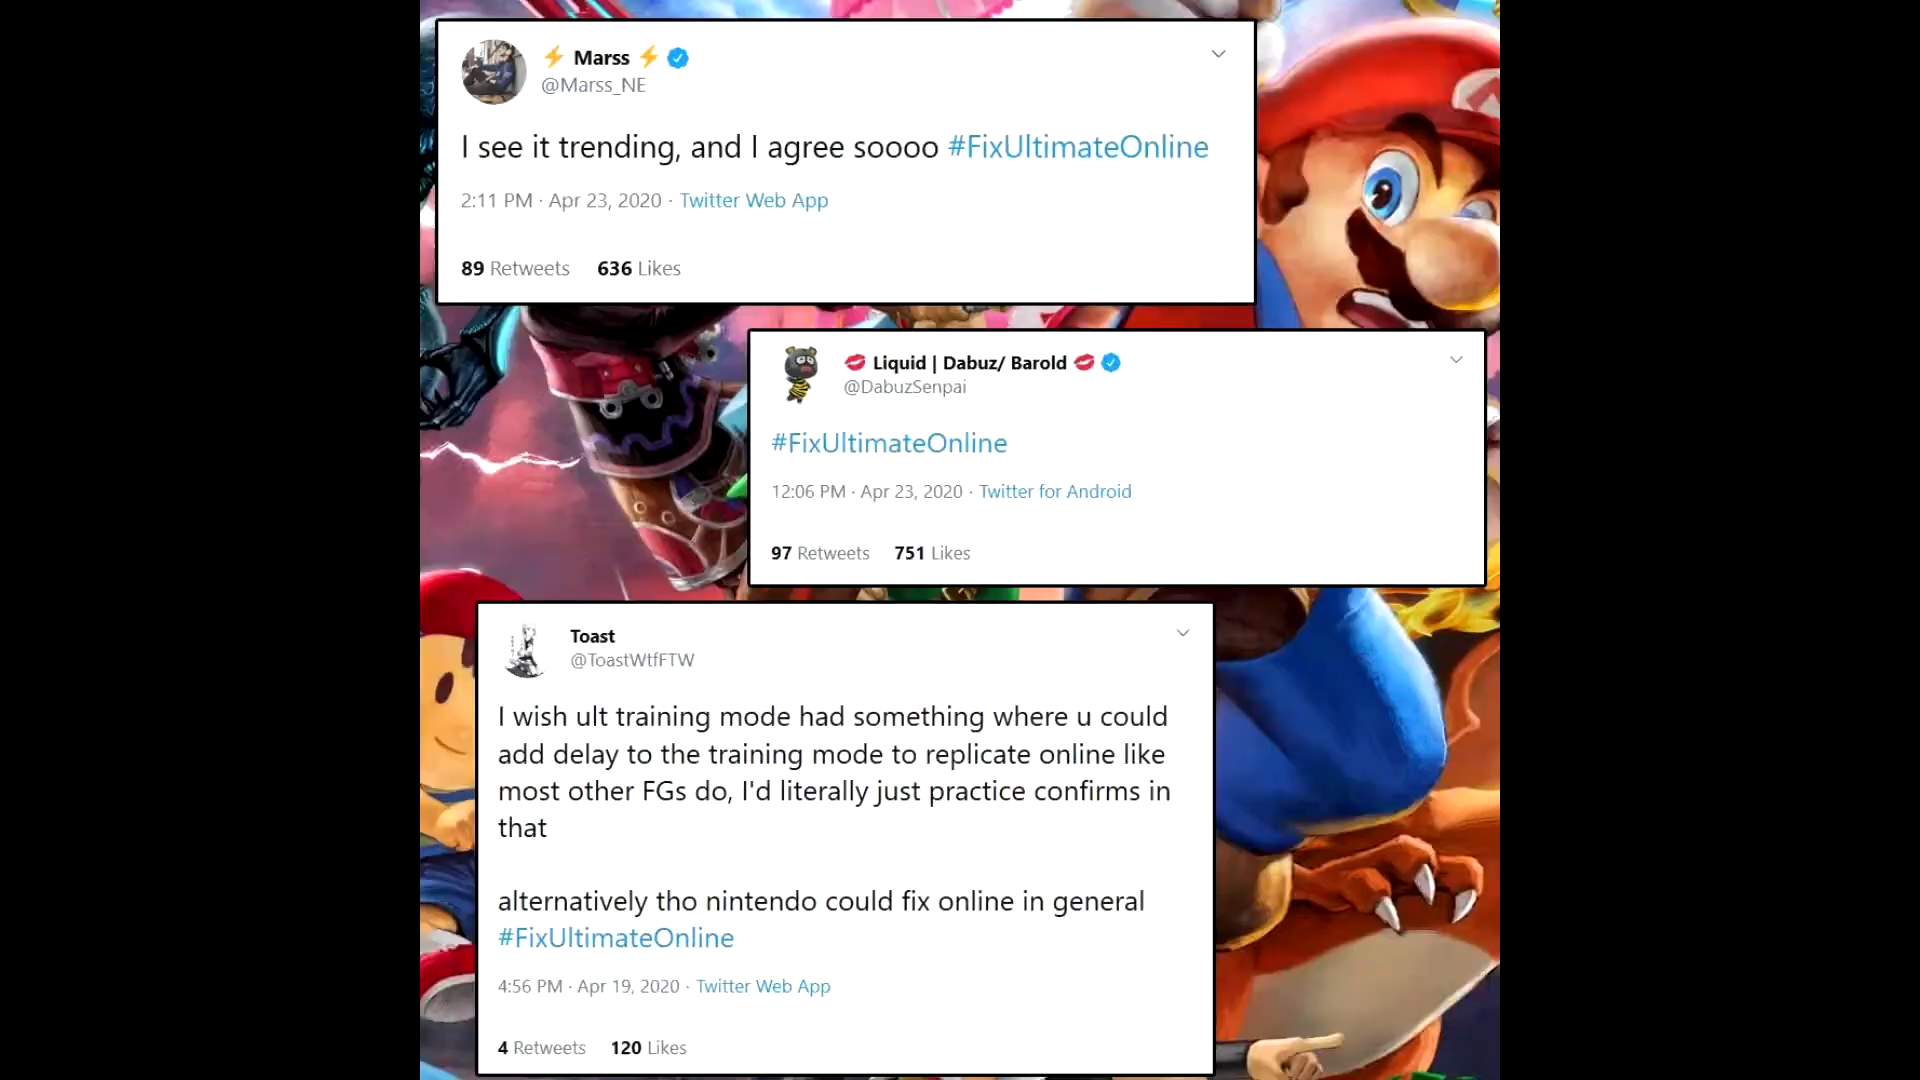 ⚡ Marss ⚡
@Marss_NE
I see it trending, and I agree soooo #FixUltimateOnline
2:11 PM · Apr 23, 2020 · Twitter Web App
89 Retweets 636 Likes
💋 Liquid | Dabuz/ Barold 💋
@DabuzSenpai
#FixUltimateOnline
12:06 PM · Apr 23, 2020 · Twitter for Android
97 Retweets 751 Likes
Toast
@ToastWtfFTW
I wish ult training mode had something where u could
add delay to the training mode to replicate online like
most other FGs do, I'd literally just practice confirms in
that
alternatively tho nintendo could fix online in general
#FixUltimateOnline
4:56 PM · Apr 19, 2020 · Twitter Web App
4 Retweets 120 Likes